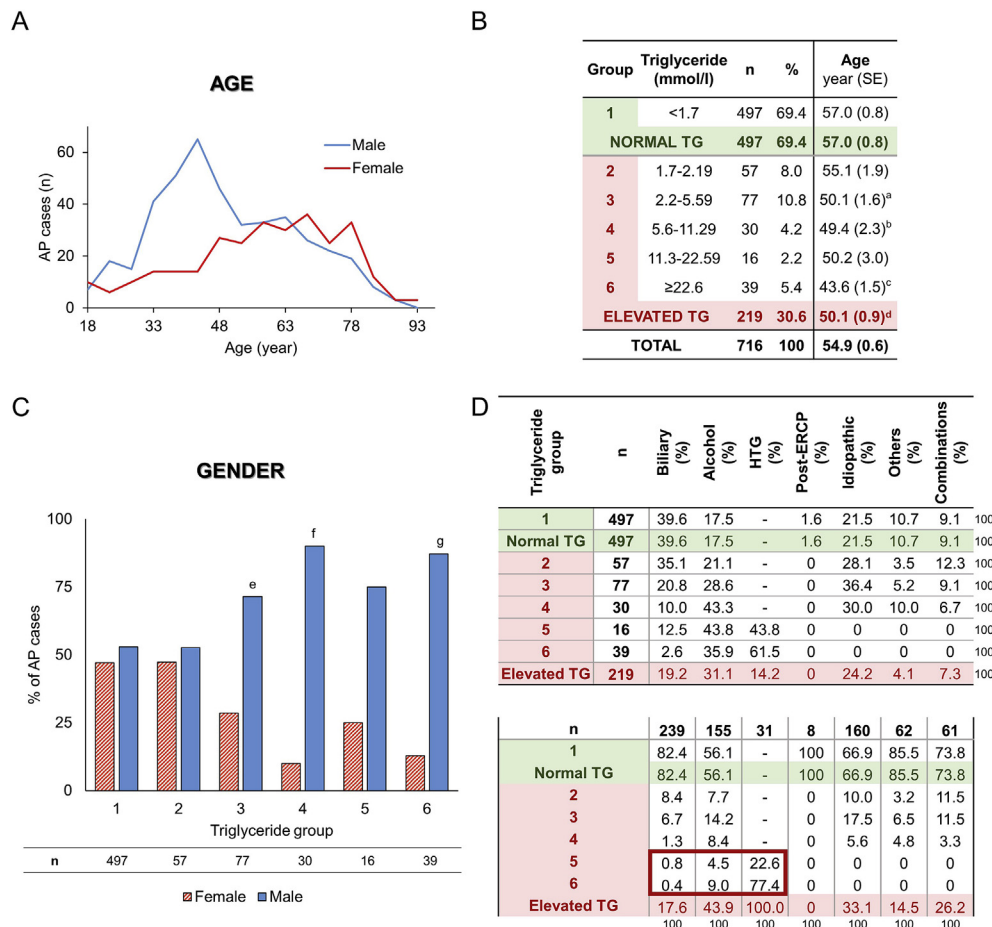 A
AGE
AP cases (n)
60
40
20
0
18 33 48 63 78 93
Age (year)
Male
Female
B
Group Triglyceride (mmol/l) n % Age year (SE)
1 <1.7 497 69.4 57.0 (0.8)
NORMAL TG 497 69.4 57.0 (0.8)
2 1.7-2.19 57 8.0 55.1 (1.9)
3 2.2-5.59 77 10.8 50.1 (1.6)a
4 5.6-11.29 30 4.2 49.4 (2.3)b
5 11.3-22.59 16 2.2 50.2 (3.0)
6 ≥22.6 39 5.4 43.6 (1.5)c
ELEVATED TG 219 30.6 50.1 (0.9)d
TOTAL 716 100 54.9 (0.6)
C
GENDER
% of AP cases
100
75
50
25
0
e f g
1 2 3 4 5 6
Triglyceride group
n 497 57 77 30 16 39
Female Male
D
Triglyceride group n Biliary (%) Alcohol (%) HTG (%) Post-ERCP (%) Idiopathic (%) Others (%) Combinations (%)
1 497 39.6 17.5 - 1.6 21.5 10.7 9.1 100
Normal TG 497 39.6 17.5 - 1.6 21.5 10.7 9.1 100
2 57 35.1 21.1 - 0 28.1 3.5 12.3 100
3 77 20.8 28.6 - 0 36.4 5.2 9.1 100
4 30 10.0 43.3 - 0 30.0 10.0 6.7 100
5 16 12.5 43.8 43.8 0 0 0 0 100
6 39 2.6 35.9 61.5 0 0 0 0 100
Elevated TG 219 19.2 31.1 14.2 0 24.2 4.1 7.3 100
n 239 155 31 8 160 62 61
1 82.4 56.1 - 100 66.9 85.5 73.8
Normal TG 82.4 56.1 - 100 66.9 85.5 73.8
2 8.4 7.7 - 0 10.0 3.2 11.5
3 6.7 14.2 - 0 17.5 6.5 11.5
4 1.3 8.4 - 0 5.6 4.8 3.3
5 0.8 4.5 22.6 0 0 0 0
6 0.4 9.0 77.4 0 0 0 0
Elevated TG 17.6 43.9 100.0 0 33.1 14.5 26.2
100 100 100 100 100 100 100